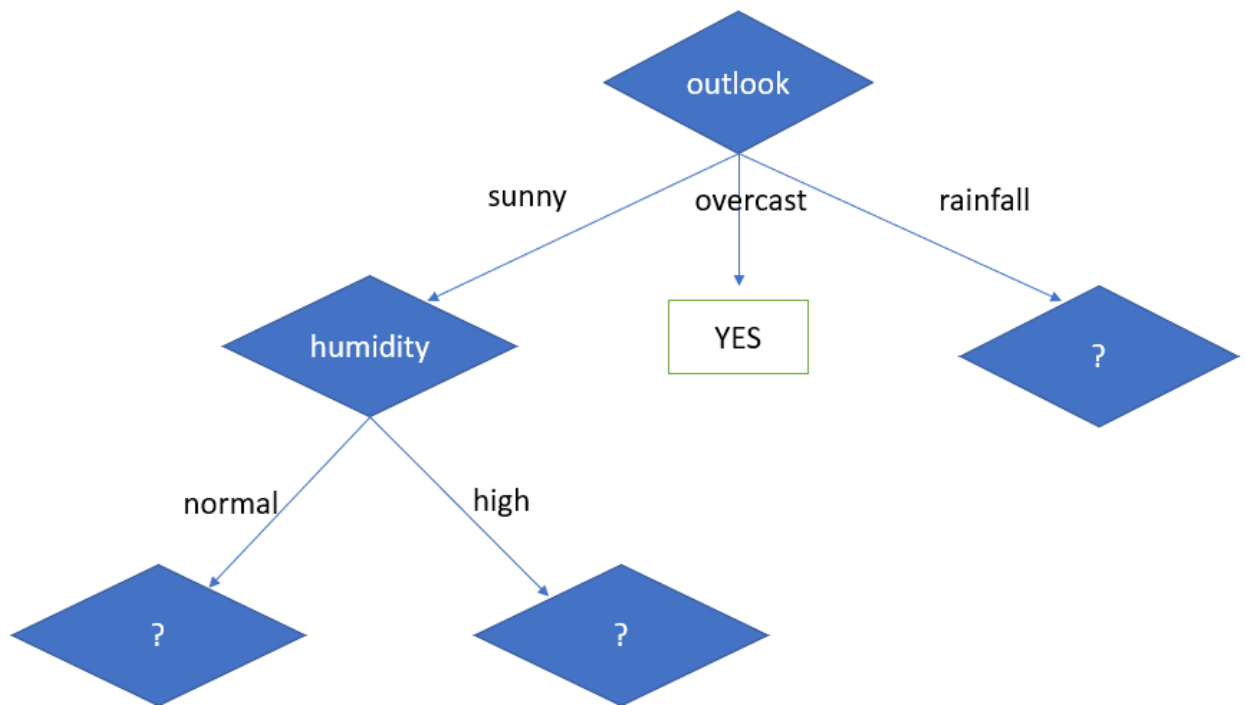 outlook
sunny
overcast
rainfall
humidity
YES
?
normal
high
?
?